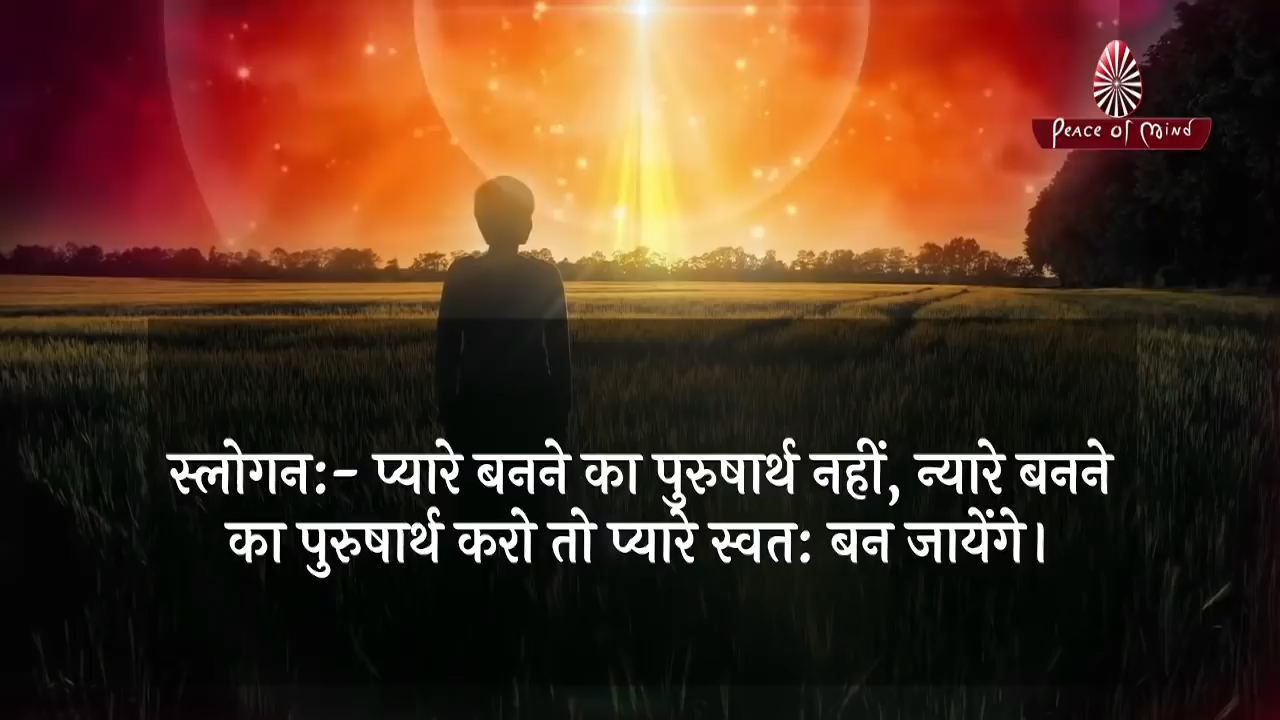 Peace of Mind
स्लोगन:- प्यारे बनने का पुरुषार्थ नहीं, न्यारे बनने
का पुरुषार्थ करो तो प्यारे स्वत: बन जायेंगे।